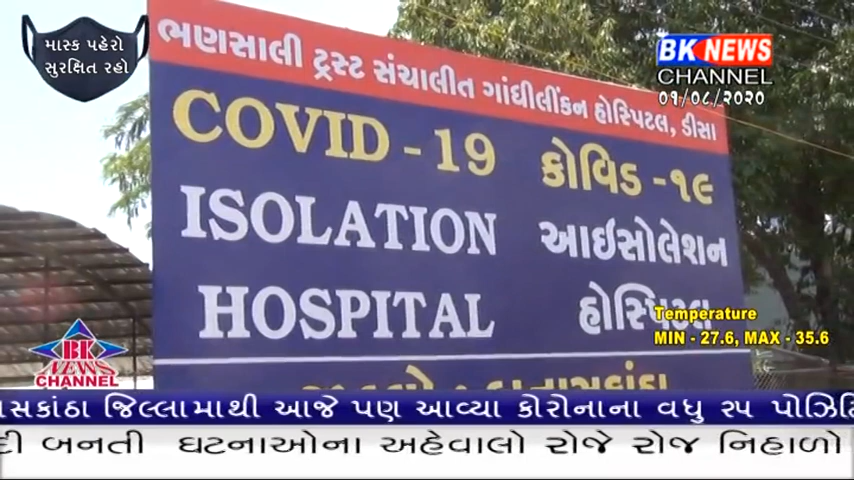 માસ્ક પહેરો
સુરક્ષિત રહો
BK NEWS
CHANNEL
૦૧/૦૮/૨૦૨૦
ભણસાલી ટ્રસ્ટ સંચાલીત ગાંધીલીંકન હોસ્પિટલ, ડીસા
COVID - 19 કોવિડ - ૧૯
ISOLATION આઇસોલેશન
HOSPITAL હોસ્પિટલ
Temperature
MIN - 27.6, MAX - 35.6
BK
NEWS
CHANNEL
સકાંઠા જિલ્લામાથી આજે પણ આવ્યા કોરોનાના વધુ ૨૫ પોઝિટિ
બનતી ઘટનાઓના અહેવાલો રોજે રોજ નિહાળો